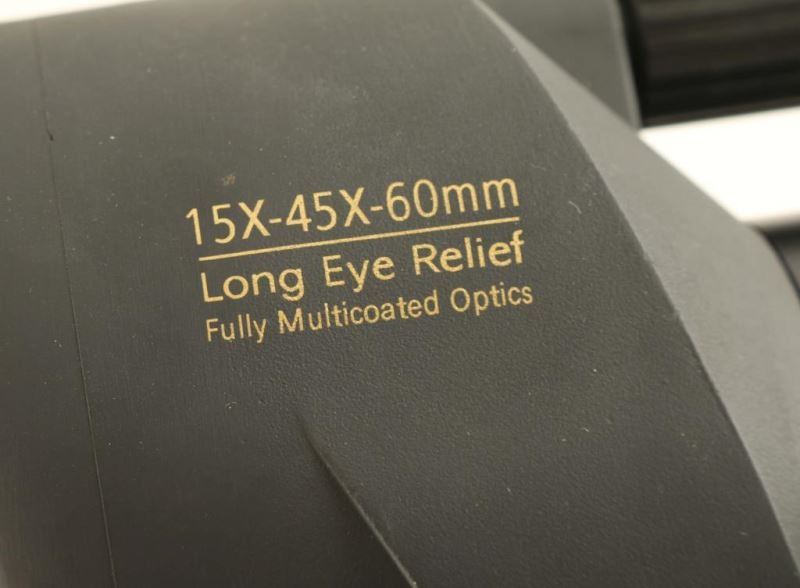 15X-45X-60mm
Long Eye Relief
Fully Multicoated Optics